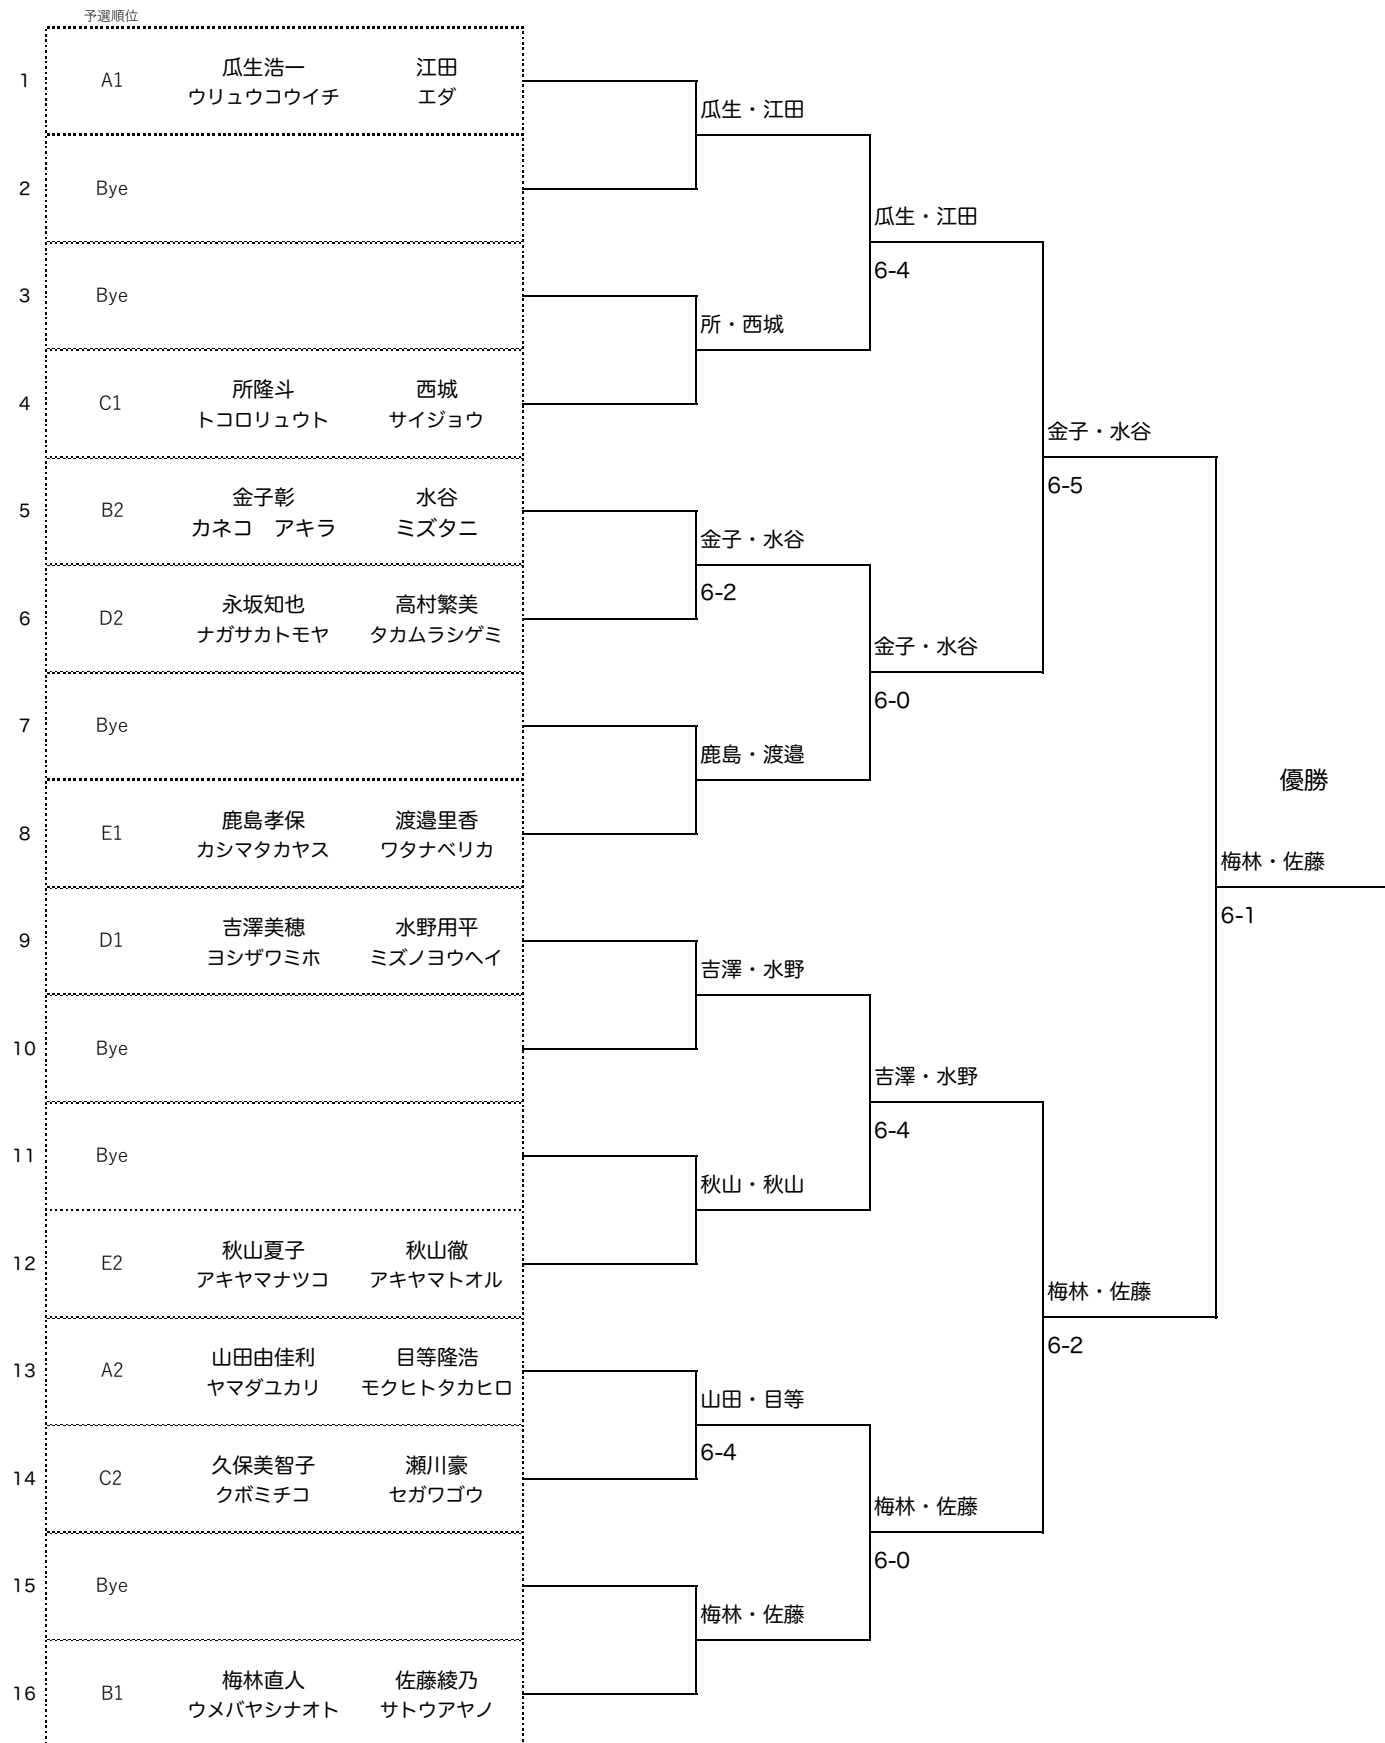 予選順位
1 A1 瓜生浩一 江田
ウリュウコウイチ エダ
瓜生・江田
2 Bye
瓜生・江田
6-4
3 Bye
所・西城
4 C1 所隆斗 西城
トコロリュウト サイジョウ
金子・水谷
6-5
5 B2 金子彰 水谷
カネコ　アキラ ミズタニ
金子・水谷
6-2
6 D2 永坂知也 高村繁美
ナガサカトモヤ タカムラシゲミ
金子・水谷
6-0
7 Bye
鹿島・渡邉
優勝
8 E1 鹿島孝保 渡邉里香
カシマタカヤス ワタナベリカ
梅林・佐藤
6-1
9 D1 吉澤美穂 水野用平
ヨシザワミホ ミズノヨウヘイ
吉澤・水野
10 Bye
吉澤・水野
6-4
11 Bye
秋山・秋山
12 E2 秋山夏子 秋山徹
アキヤマナツコ アキヤマトオル
梅林・佐藤
6-2
13 A2 山田由佳利 目等隆浩
ヤマダユカリ モクヒトタカヒロ
山田・目等
6-4
14 C2 久保美智子 瀬川豪
クボミチコ セガワゴウ
梅林・佐藤
6-0
15 Bye
梅林・佐藤
16 B1 梅林直人 佐藤綾乃
ウメバヤシナオト サトウアヤノ